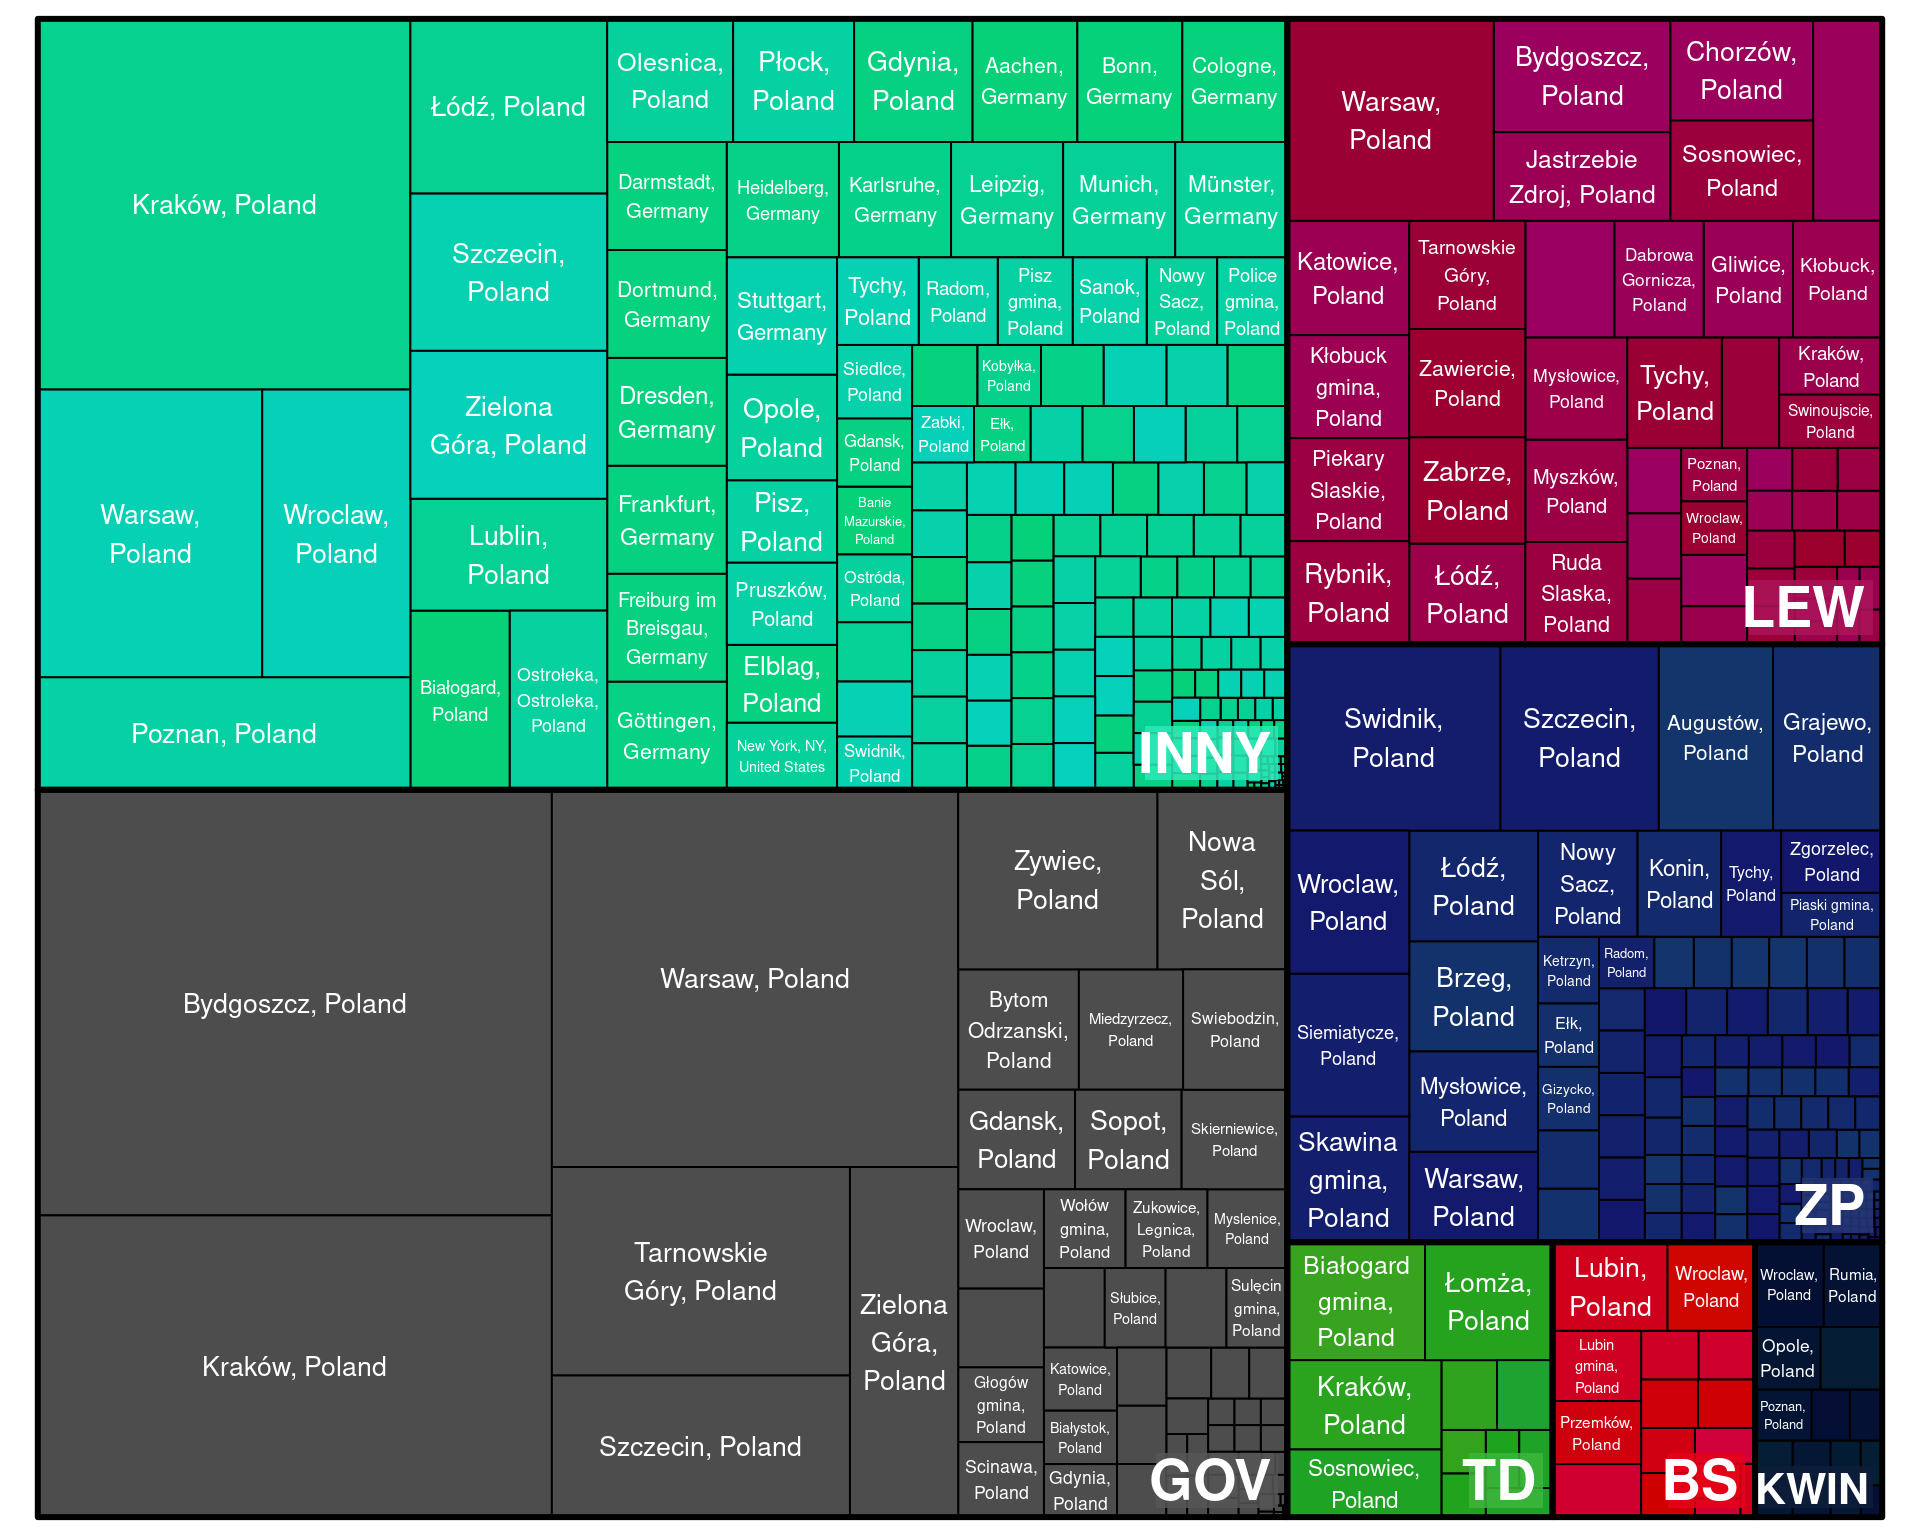 Kraków, Poland
Warsaw,
Poland
Wroclaw,
Poland
Poznan, Poland
Łódź, Poland
Szczecin,
Poland
Zielona
Góra, Poland
Lublin,
Poland
Białogard,
Poland
Ostrołeka,
Ostroleka,
Poland
Olesnica,
Poland
Płock,
Poland
Gdynia,
Poland
Aachen,
Germany
Bonn,
Germany
Cologne,
Germany
Darmstadt,
Germany
Heidelberg,
Germany
Karlsruhe,
Germany
Leipzig,
Germany
Munich,
Germany
Münster,
Germany
Dortmund,
Germany
Dresden,
Germany
Frankfurt,
Germany
Freiburg im
Breisgau,
Germany
Göttingen,
Germany
Stuttgart,
Germany
Opole,
Poland
Pisz,
Poland
Pruszków,
Poland
Elblag,
Poland
New York, NY,
United States
Tychy,
Poland
Radom,
Poland
Pisz
gmina,
Poland
Sanok,
Poland
Nowy
Sacz,
Poland
Police
gmina,
Poland
Siedlce,
Poland
Gdansk,
Poland
Banie
Mazurskie,
Poland
Ostróda,
Poland
Swidnik,
Poland
Kobyłka,
Poland
Zabki,
Poland
Ełk,
Poland
INNY
Warsaw,
Poland
Bydgoszcz,
Poland
Jastrzebie
Zdroj, Poland
Chorzów,
Poland
Sosnowiec,
Poland
Katowice,
Poland
Kłobuck
gmina,
Poland
Piekary
Slaskie,
Poland
Rybnik,
Poland
Tarnowskie
Góry,
Poland
Zawiercie,
Poland
Zabrze,
Poland
Łódź,
Poland
Dabrowa
Gornicza,
Poland
Gliwice,
Poland
Kłobuck,
Poland
Mysłowice,
Poland
Myszków,
Poland
Ruda
Slaska,
Poland
Tychy,
Poland
Kraków,
Poland
Swinoujscie,
Poland
Poznan,
Poland
Wroclaw,
Poland
LEW
Bydgoszcz, Poland
Kraków, Poland
Warsaw, Poland
Tarnowskie
Góry, Poland
Szczecin, Poland
Zielona
Góra,
Poland
Zywiec,
Poland
Nowa
Sól,
Poland
Bytom
Odrzanski,
Poland
Miedzyrzecz,
Poland
Swiebodzin,
Poland
Gdansk,
Poland
Sopot,
Poland
Skierniewice,
Poland
Wroclaw,
Poland
Głogów
gmina,
Poland
Scinawa,
Poland
Wołów
gmina,
Poland
Zukowice,
Legnica,
Poland
Myslenice,
Poland
Słubice,
Poland
Sulęcin
gmina,
Poland
Katowice,
Poland
Białystok,
Poland
Gdynia,
Poland
GOV
Swidnik,
Poland
Szczecin,
Poland
Augustów,
Poland
Grajewo,
Poland
Wroclaw,
Poland
Siemiatycze,
Poland
Skawina
gmina,
Poland
Łódź,
Poland
Brzeg,
Poland
Mysłowice,
Poland
Warsaw,
Poland
Nowy
Sacz,
Poland
Konin,
Poland
Tychy,
Poland
Zgorzelec,
Poland
Piaski gmina,
Poland
Ketrzyn,
Poland
Ełk,
Poland
Gizycko,
Poland
Radom,
Poland
ZP
Białogard
gmina,
Poland
Łomża,
Poland
Kraków,
Poland
Sosnowiec,
Poland
TD
Lubin,
Poland
Wroclaw,
Poland
Lubin
gmina,
Poland
Przemków,
Poland
BS
Wroclaw,
Poland
Rumia,
Poland
Opole,
Poland
Poznan,
Poland
KWIN